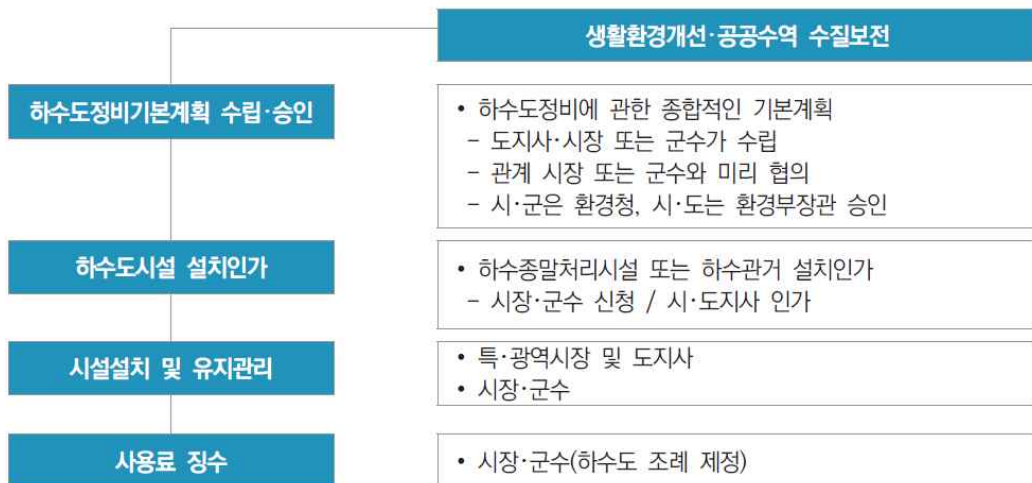 생활환경개선·공공수역 수질보전
하수도정비기본계획 수립·승인
• 하수도정비에 관한 종합적인 기본계획
- 도지사·시장 또는 군수가 수립
- 관계 시장 또는 군수와 미리 협의
- 시·군은 환경청, 시·도는 환경부장관 승인
하수도시설 설치인가
• 하수종말처리시설 또는 하수관거 설치인가
- 시장·군수 신청 / 시·도지사 인가
시설설치 및 유지관리
• 특·광역시장 및 도지사
• 시장·군수
사용료 징수
• 시장·군수(하수도 조례 제정)